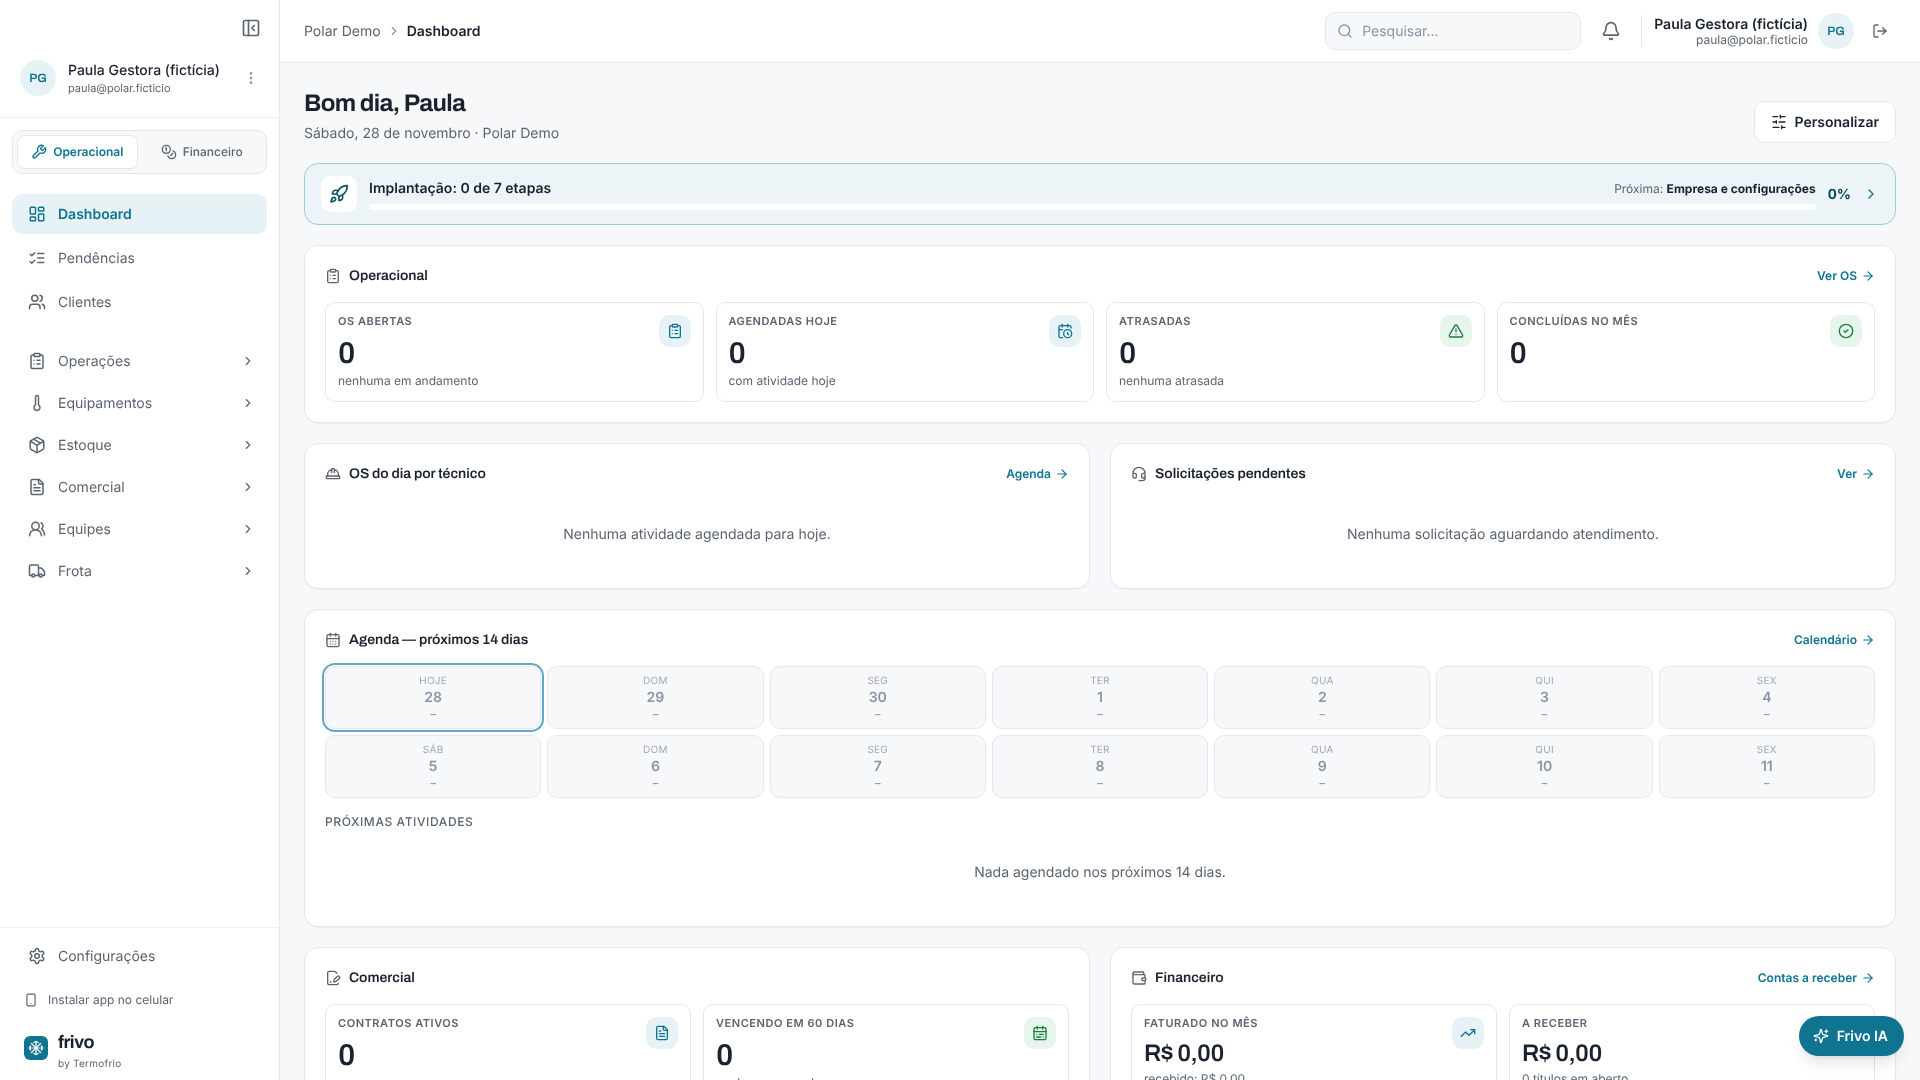 Polar Demo > Dashboard
Pesquisar...
Paula Gestora (fictícia)
paula@polar.ficticio
PG
PG
Paula Gestora (fictícia)
paula@polar.ficticio
Operacional
Financeiro
Dashboard
Pendências
Clientes
Operações
Equipamentos
Estoque
Comercial
Equipes
Frota
Configurações
Instalar app no celular
frivo
by Termofrio
Bom dia, Paula
Sábado, 28 de novembro · Polar Demo
Personalizar
Implantação: 0 de 7 etapas
Próxima: Empresa e configurações
0%
Operacional
Ver OS
OS ABERTAS
0
nenhuma em andamento
AGENDADAS HOJE
0
com atividade hoje
ATRASADAS
0
nenhuma atrasada
CONCLUÍDAS NO MÊS
0
OS do dia por técnico
Agenda
Nenhuma atividade agendada para hoje.
Solicitações pendentes
Ver
Nenhuma solicitação aguardando atendimento.
Agenda — próximos 14 dias
Calendário
HOJE
28
–
DOM
29
–
SEG
30
–
TER
1
–
QUA
2
–
QUI
3
–
SEX
4
–
SÁB
5
–
DOM
6
–
SEG
7
–
TER
8
–
QUA
9
–
QUI
10
–
SEX
11
–
PRÓXIMAS ATIVIDADES
Nada agendado nos próximos 14 dias.
Comercial
CONTRATOS ATIVOS
0
VENCENDO EM 60 DIAS
0
Financeiro
Contas a receber
FATURADO NO MÊS
R$ 0,00
recebido: R$ 0,00
A RECEBER
R$ 0,00
0 títulos em aberto
Frivo IA